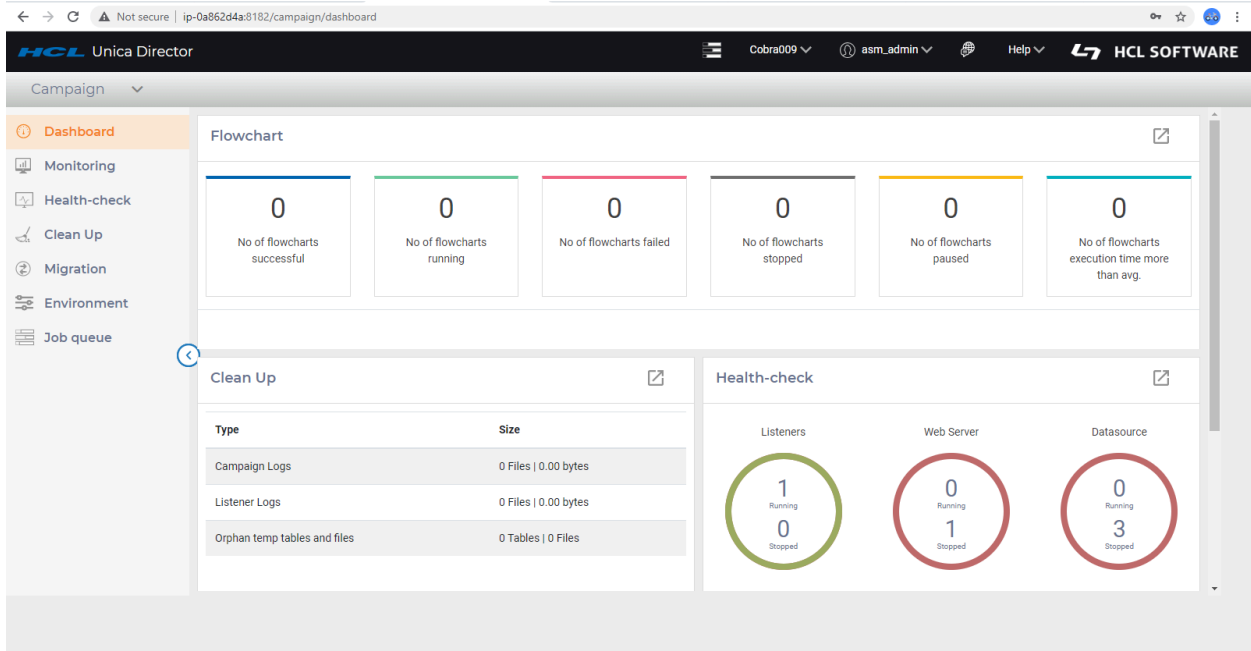 Not secure | ip-0a862d4a:8182/campaign/dashboard
HCL Unica Director
Cobra009
asm_admin
Help
HCL SOFTWARE
Campaign
Dashboard
Monitoring
Health-check
Clean Up
Migration
Environment
Job queue
Flowchart
0
No of flowcharts
successful
0
No of flowcharts
running
0
No of flowcharts failed
0
No of flowcharts
stopped
0
No of flowcharts
paused
0
No of flowcharts
execution time more
than avg.
Clean Up
Type Size
Campaign Logs 0 Files | 0.00 bytes
Listener Logs 0 Files | 0.00 bytes
Orphan temp tables and files 0 Tables | 0 Files
Health-check
Listeners
1
Running
0
Stopped
Web Server
0
Running
1
Stopped
Datasource
0
Running
3
Stopped